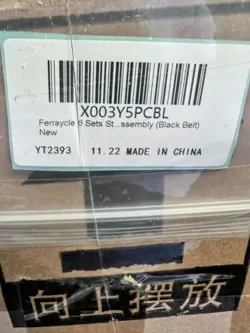 X003Y5PCBL
Ferraycle 8 Sets St...ssembly (Black Belt)
New
YT2393 11.22 MADE IN CHINA
向上摆放